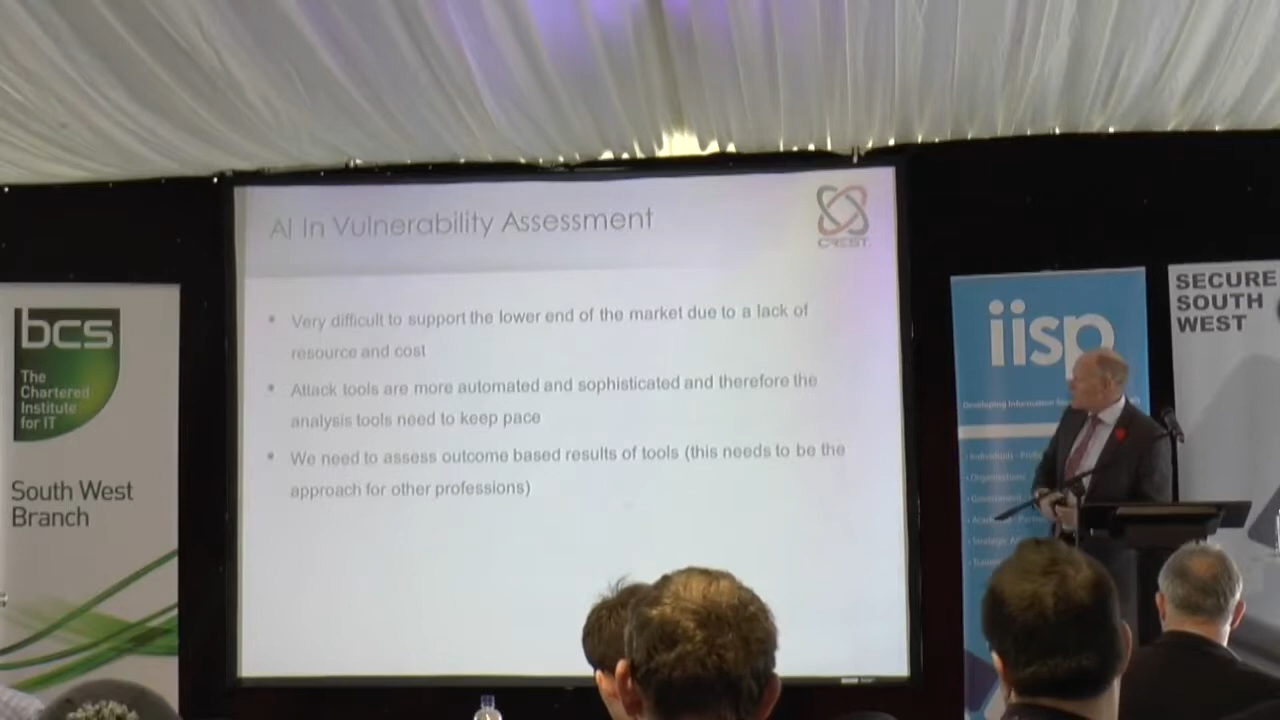 AI In Vulnerability Assessment
CREST
• Very difficult to support the lower end of the market due to a lack of
resource and cost
• Attack tools are more automated and sophisticated and therefore the
analysis tools need to keep pace
• We need to assess outcome based results of tools (this needs to be the
approach for other professions)
bcs
The
Chartered
Institute
for IT
South West
Branch
iisp
Developing Information
SECURE
SOUTH
WEST